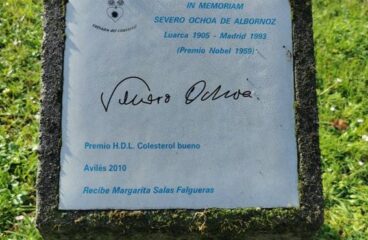 IN MEMORIAM
SEVERO OCHOA DE ALBORNOZ
Luarca 1905 - Madrid 1993
(Premio Nobel 1959)
Severo Ochoa.
Premio H.D.L. Colesterol bueno
Avilés 2010
Recibe Margarita Salas Falgueras